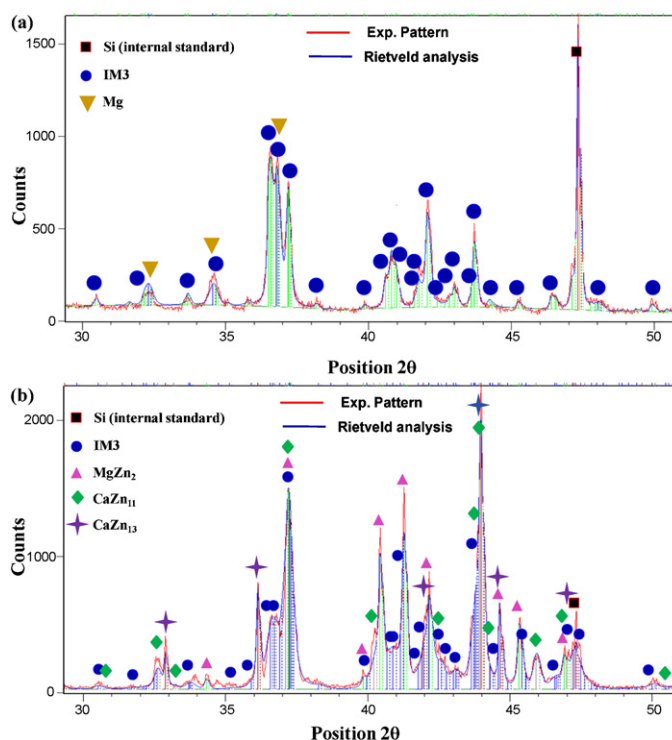 (a)
1500
1000
500
0
Counts
Si (internal standard)
IM3
Mg
Exp. Pattern
Rietveld analysis
30 35 40 45 50
Position 2θ
(b)
2000
1000
0
Counts
Si (internal standard)
IM3
MgZn₂
CaZn₁₁
CaZn₁₃
Exp. Pattern
Rietveld analysis
30 35 40 45 50
Position 2θ